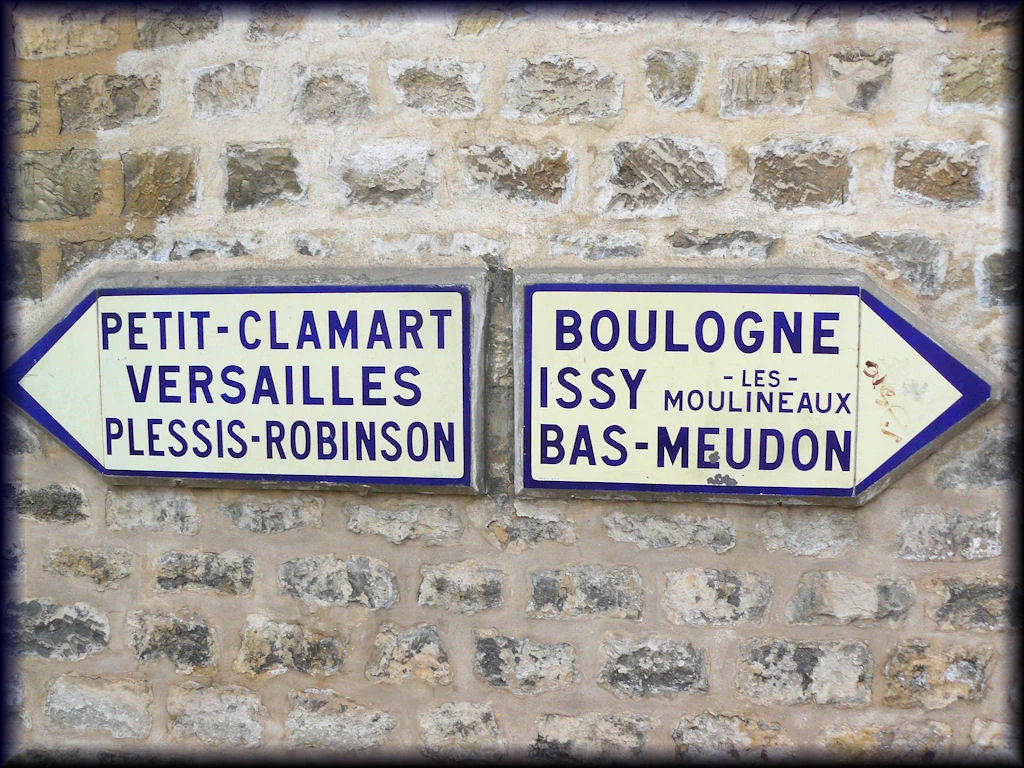 PETIT-CLAMART
VERSAILLES
PLESSIS-ROBINSON
BOULOGNE
ISSY -LES- MOULINEAUX
BAS-MEUDON